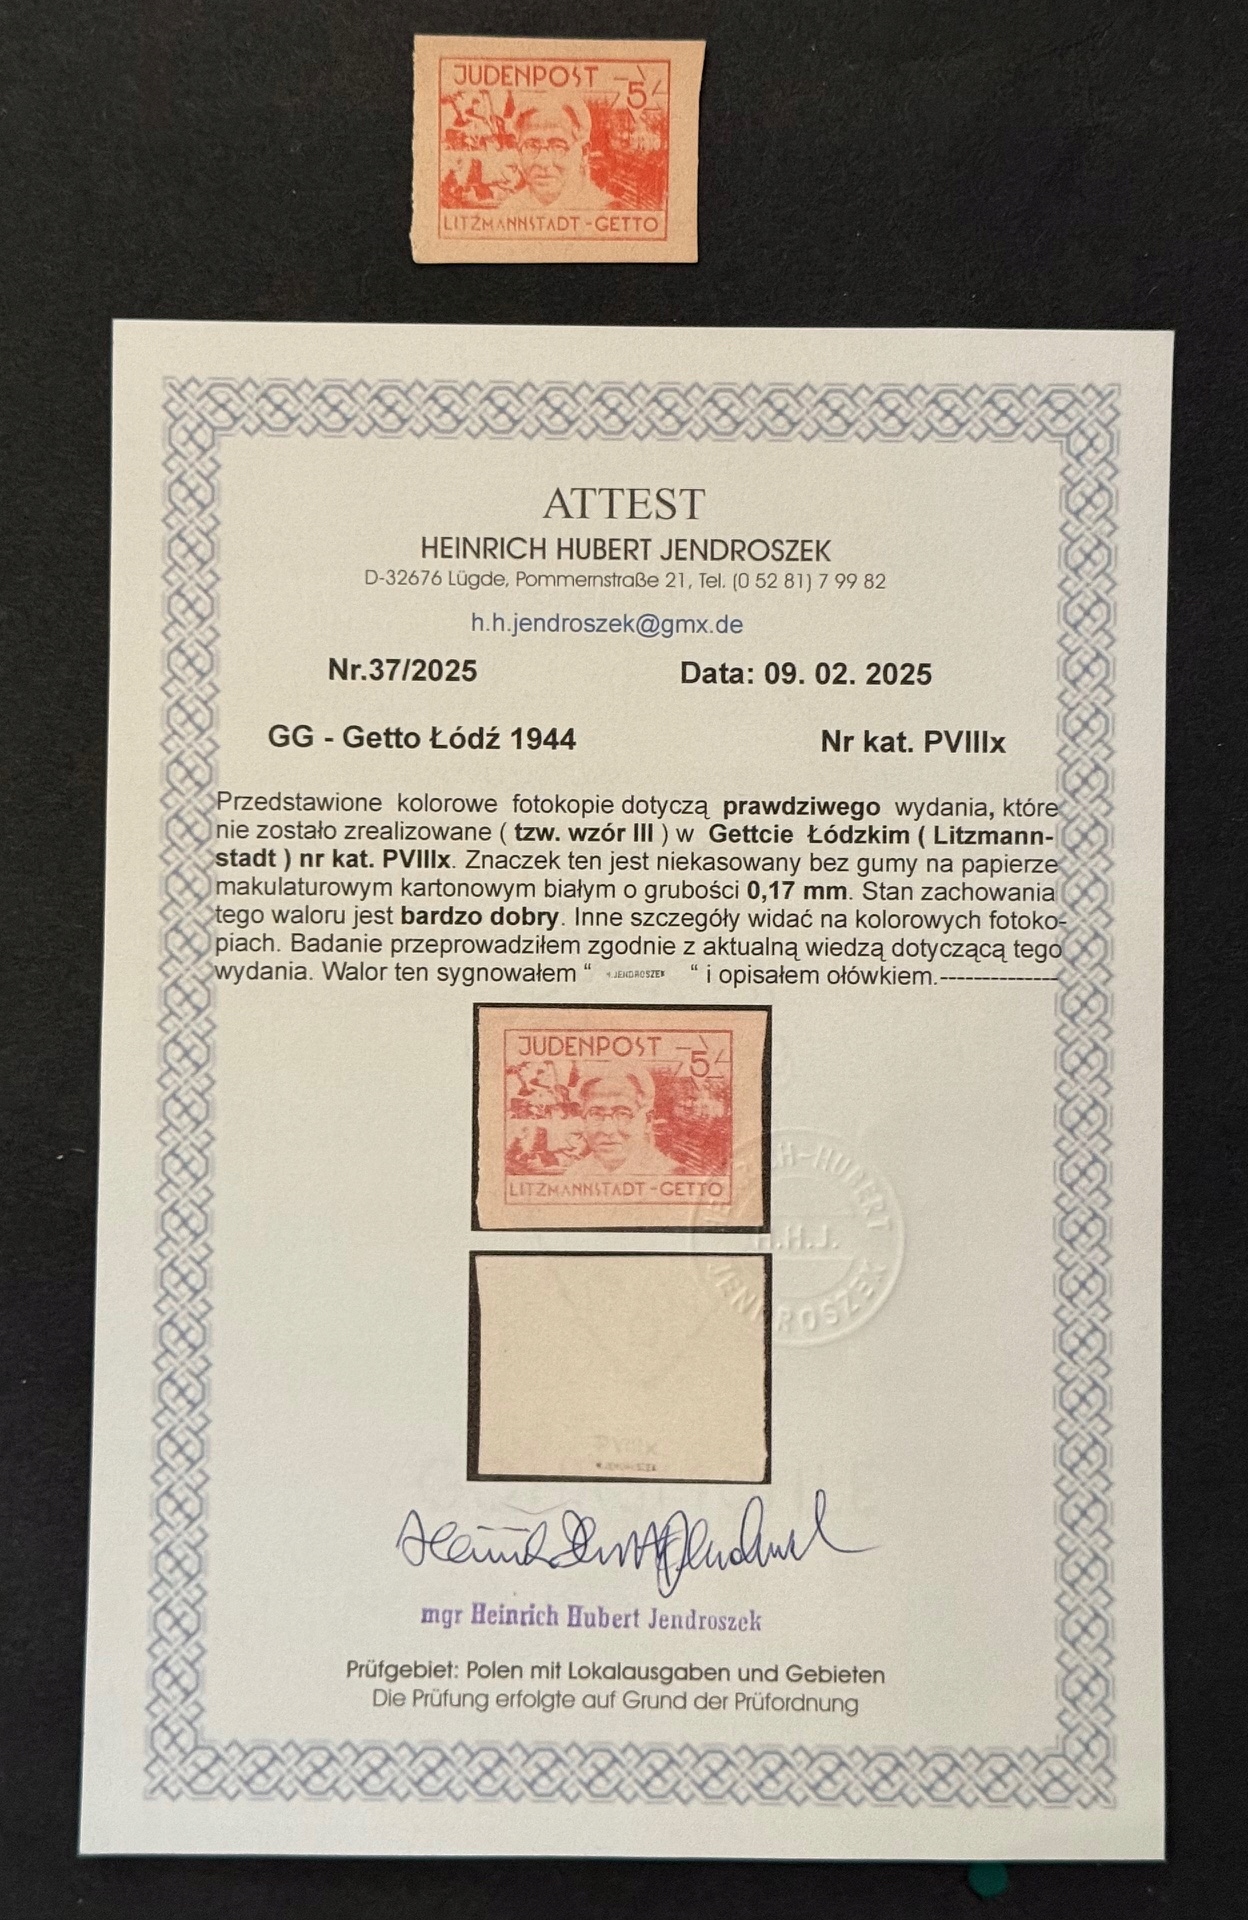 JUDENPOST 5
LITZMANNSTADT-GETTO
ATTEST
HEINRICH HUBERT JENDROSZEK
D-32676 Lügde, Pommernstraße 21, Tel. (0 52 81) 7 99 82
h.h.jendroszek@gmx.de
Nr.37/2025 Data: 09. 02. 2025
GG - Getto Łódź 1944 Nr kat. PVIIIx
Przedstawione kolorowe fotokopie dotyczą prawdziwego wydania, które
nie zostało zrealizowane ( tzw. wzór III ) w Gettcie Łódzkim ( Litzmann-
stadt ) nr kat. PVIIIx. Znaczek ten jest niekasowany bez gumy na papierze
makulaturowym kartonowym białym o grubości 0,17 mm. Stan zachowania
tego waloru jest bardzo dobry. Inne szczegóły widać na kolorowych fotoko-
piach. Badanie przeprowadziłem zgodnie z aktualną wiedzą dotyczącą tego
wydania. Walor ten sygnowałem “ H.JENDROSZEK “ i opisałem ołówkiem.--------------
JUDENPOST 5
LITZMANNSTADT-GETTO
HEINRICH-HUBERT
H.H.J.
JENDROSZEK
PVIIIx
H.JENDROSZEK
mgr Heinrich Hubert Jendroszek
Prüfgebiet: Polen mit Lokalausgaben und Gebieten
Die Prüfung erfolgte auf Grund der Prüfordnung